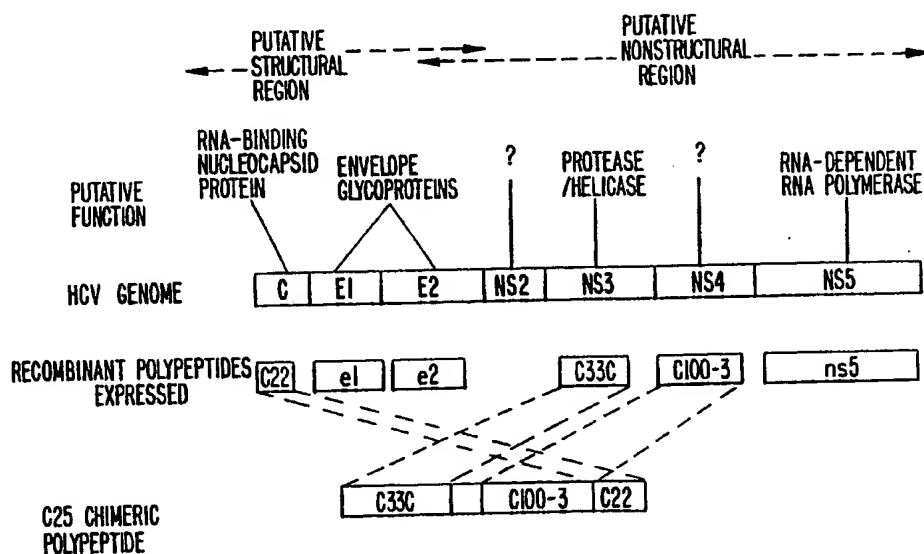 PUTATIVE
STRUCTURAL
REGION
PUTATIVE
NONSTRUCTURAL
REGION
RNA-BINDING
NUCLEOCAPSID
PROTEIN
ENVELOPE
GLYCOPROTEINS
?
PROTEASE
/HELICASE
?
RNA-DEPENDENT
RNA POLYMERASE
PUTATIVE
FUNCTION
HCV GENOME
C E1 E2 NS2 NS3 NS4 NS5
RECOMBINANT POLYPEPTIDES
EXPRESSED
C22 e1 e2 C33C C100-3 ns5
C33C C100-3 C22
C25 CHIMERIC
POLYPEPTIDE